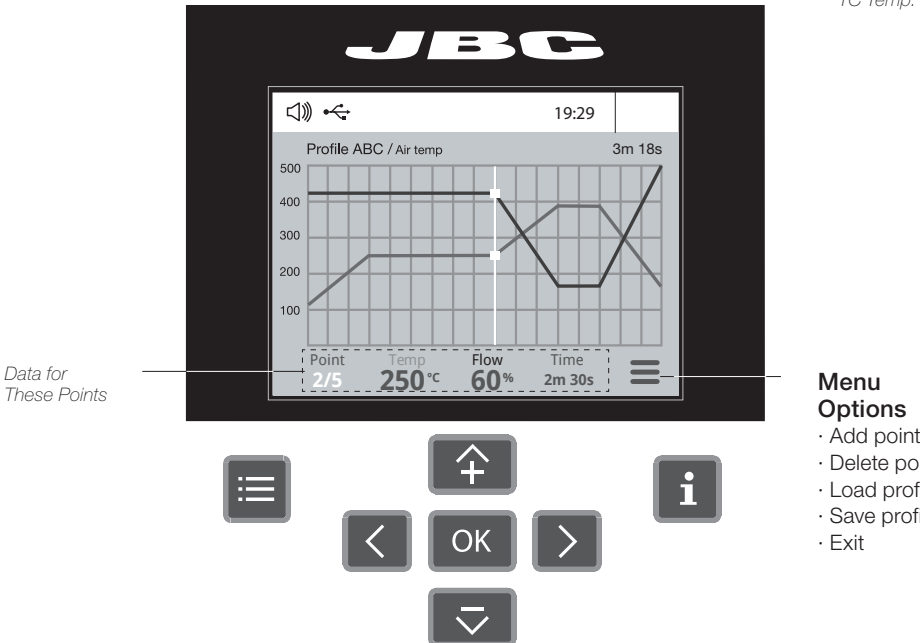 TC Temp.
JBC
19:29
Profile ABC / Air temp 3m 18s
500
400
300
200
100
Point Temp Flow Time
2/5 250 °C 60 % 2m 30s
Data for
These Points
Menu
Options
· Add point
· Delete po
· Load prof
· Save profi
· Exit
OK
i